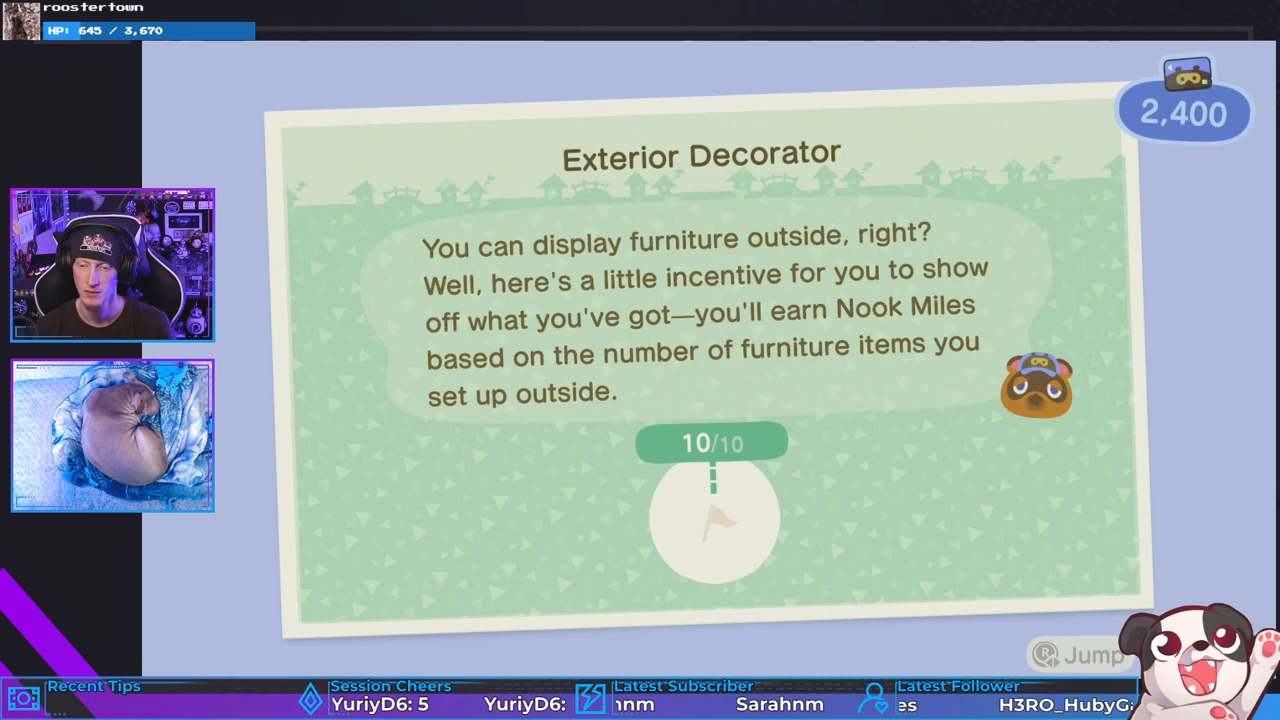 roostertown
HP: 645 / 3,670
2,400
Exterior Decorator
You can display furniture outside, right?
Well, here's a little incentive for you to show
off what you've got—you'll earn Nook Miles
based on the number of furniture items you
set up outside.
10/10
R Jump
Recent Tips
Session Cheers
YuriyD6: 5 YuriyD6:
Latest Subscriber
nnm Sarahnm
Latest Follower
es H3RO_HubyG